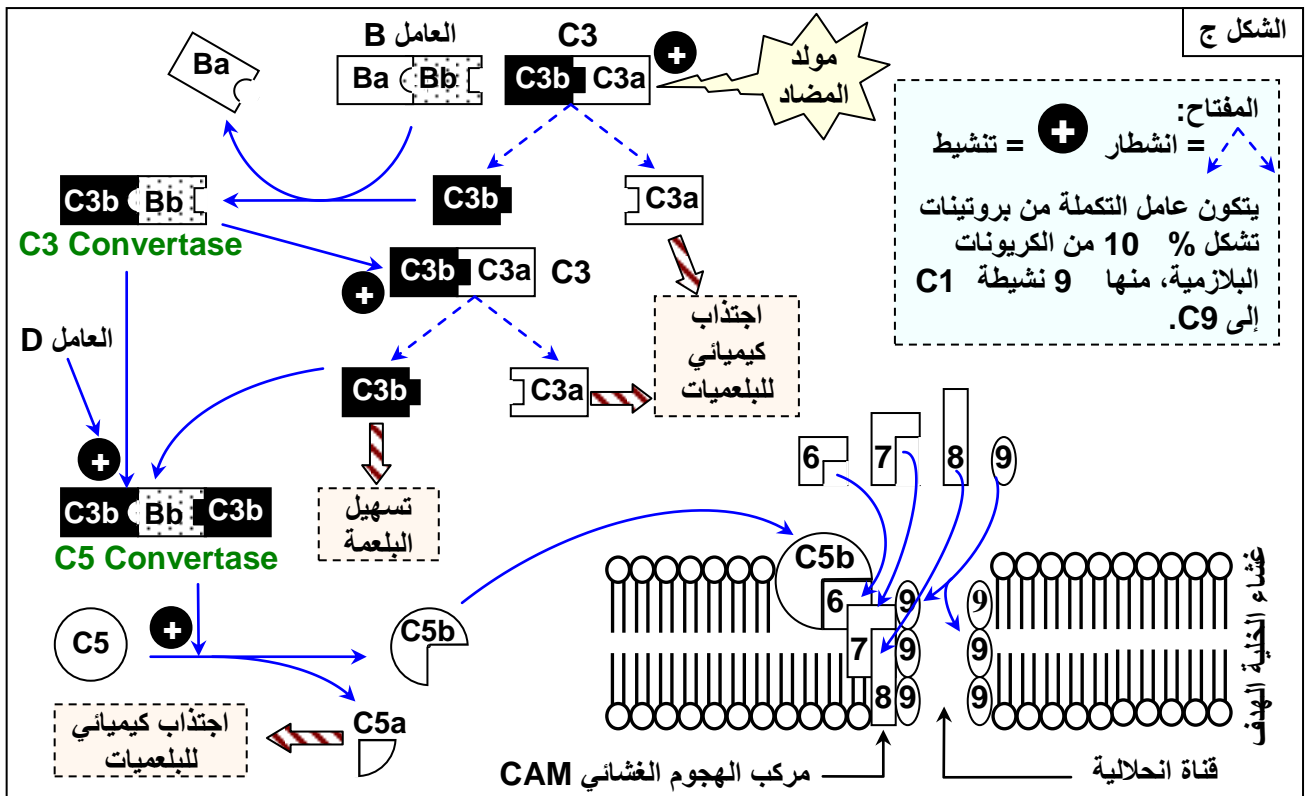 الشكل ج
المفتاح:
= انشطار + = تنشيط
يتكون عامل التكملة من بروتينات
تشكل % 10 من الكريونات
البلازمية، منها 9 نشيطة C1
إلى C9.
مولد
المضاد
+
C3
C3b C3a
العامل B
Ba Bb
Ba
C3b
C3a
C3b Bb
C3 Convertase
+
C3b C3a C3
اجتذاب
كيميائي
للبلعميات
C3b
C3a
العامل D
+
تسهيل
البلعمة
C3b Bb C3b
C5 Convertase
C5
+
C5b
C5a
اجتذاب كيميائي
للبلعميات
6 7 8 9
C5b
6 9 9
7 9 9
8 9 9
غشاء الخلية الهدف
مركب الهجوم الغشائي CAM
قناة انحلالية